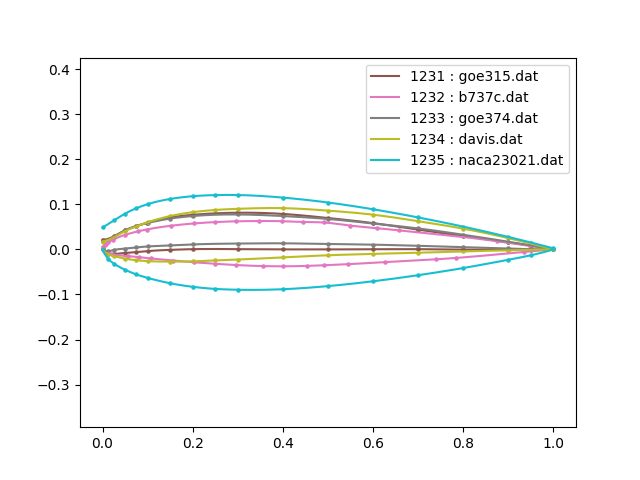 0.4
0.3
0.2
0.1
0.0
−0.1
−0.2
−0.3
0.0 0.2 0.4 0.6 0.8 1.0
1231 : goe315.dat
1232 : b737c.dat
1233 : goe374.dat
1234 : davis.dat
1235 : naca23021.dat